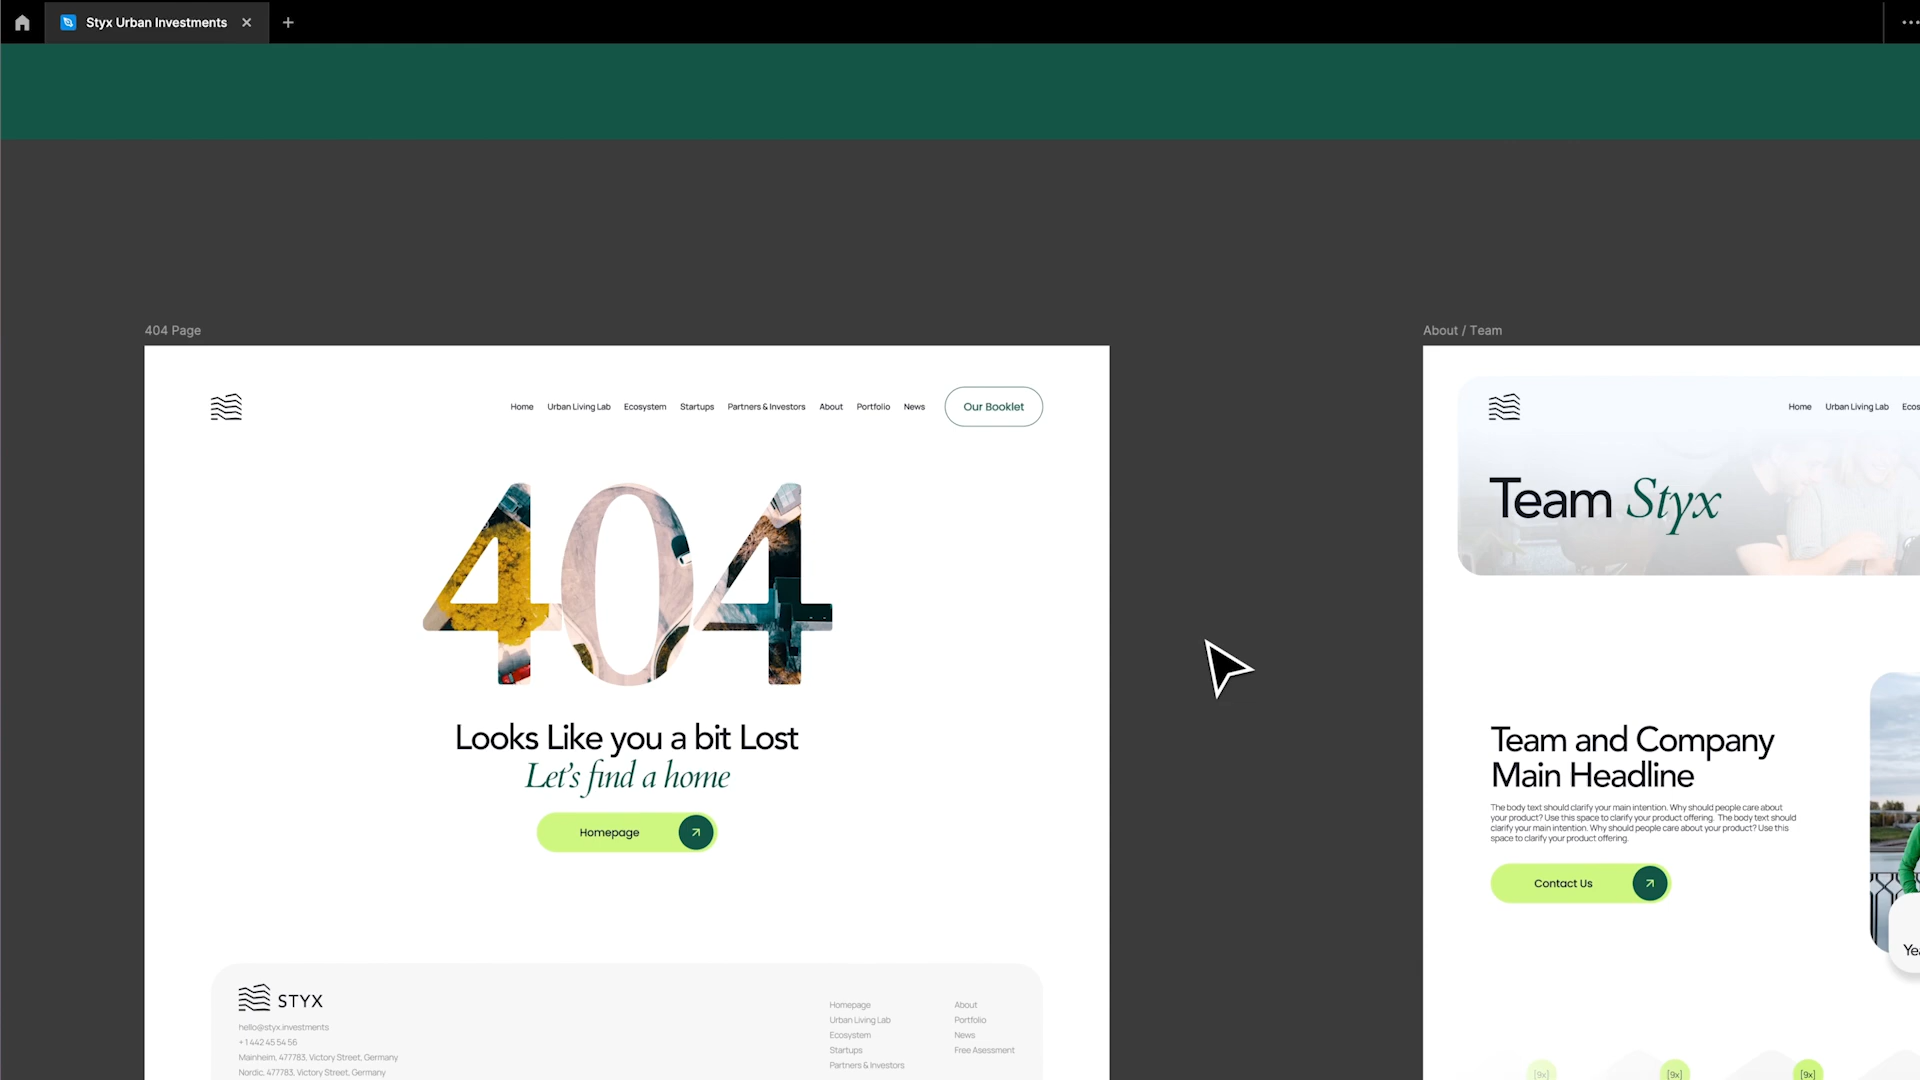 Styx Urban Investments
404 Page
Home Urban Living Lab Ecosystem Startups Partners & Investors About Portfolio News Our Booklet
404
Looks Like you a bit Lost
Let's find a home
Homepage
STYX
hello@styx.investments
+ 1 442 45 54 56
Mainheim, 477783, Victory Street, Germany
Nordic, 477783, Victory Street, Germany
Homepage
Urban Living Lab
Ecosystem
Startups
Partners & Investors
About
Portfolio
News
Free Asessment
About / Team
Home Urban Living Lab Ecos
Team Styx
Team and Company
Main Headline
The body text should clarify your main intention. Why should people care about
your product? Use this space to clarify your product offering. The body text should
clarify your main intention. Why should people care about your product? Use this
space to clarify your product offering.
Contact Us
Yea
[9x] [9x] [9x]